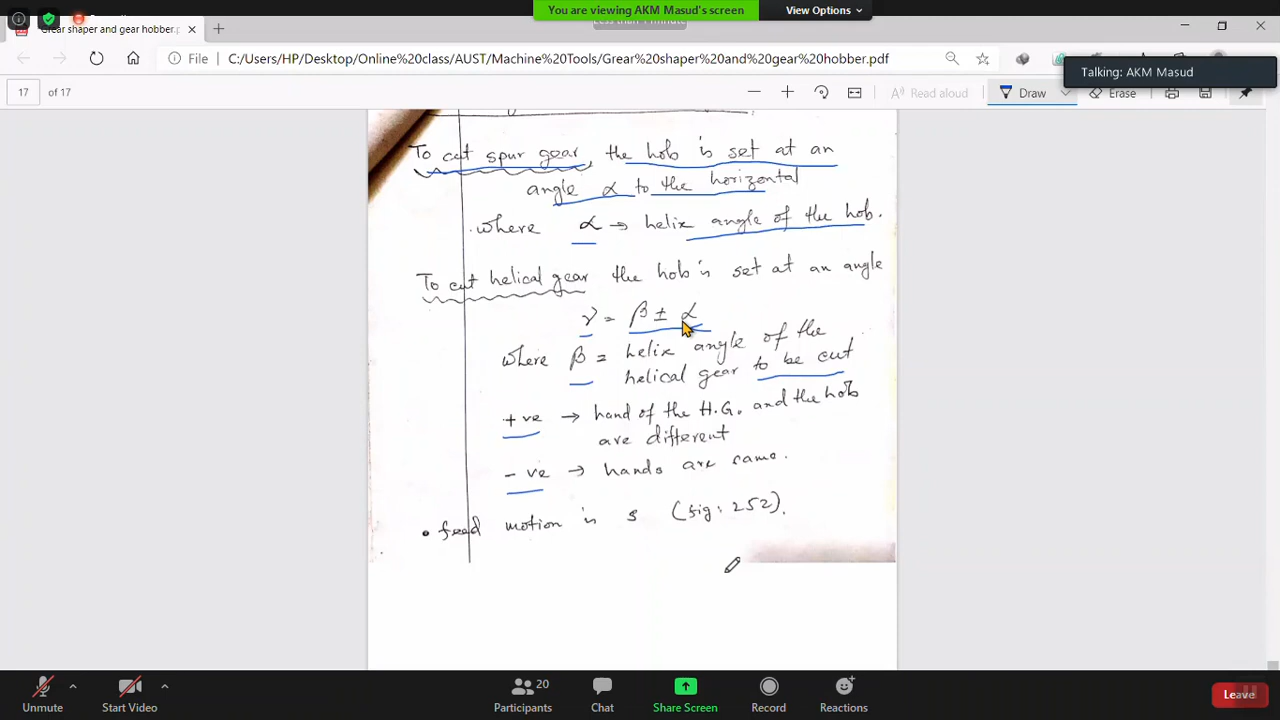 You are viewing AKM Masud's screen
View Options
Less than 1 minute
Grear shaper and gear hobber.p
File
C:/Users/HP/Desktop/Online%20class/AUST/Machine%20Tools/Grear%20shaper%20and%20gear%20hobber.pdf
Talking: AKM Masud
17 of 17
Read aloud
Draw
Erase
To cut spur gear, the hob is set at an
angle α to the horizontal
where α → helix angle of the hob.
To cut helical gear the hob is set at an angle
γ = β ± α
where β = helix angle of the
helical gear to be cut
+ve → hand of the H.G. and the hob
are different
- ve → hands are same.
• feed motion is s (fig: 252).
Unmute
Start Video
20
Participants
Chat
Share Screen
Record
Reactions
Leave